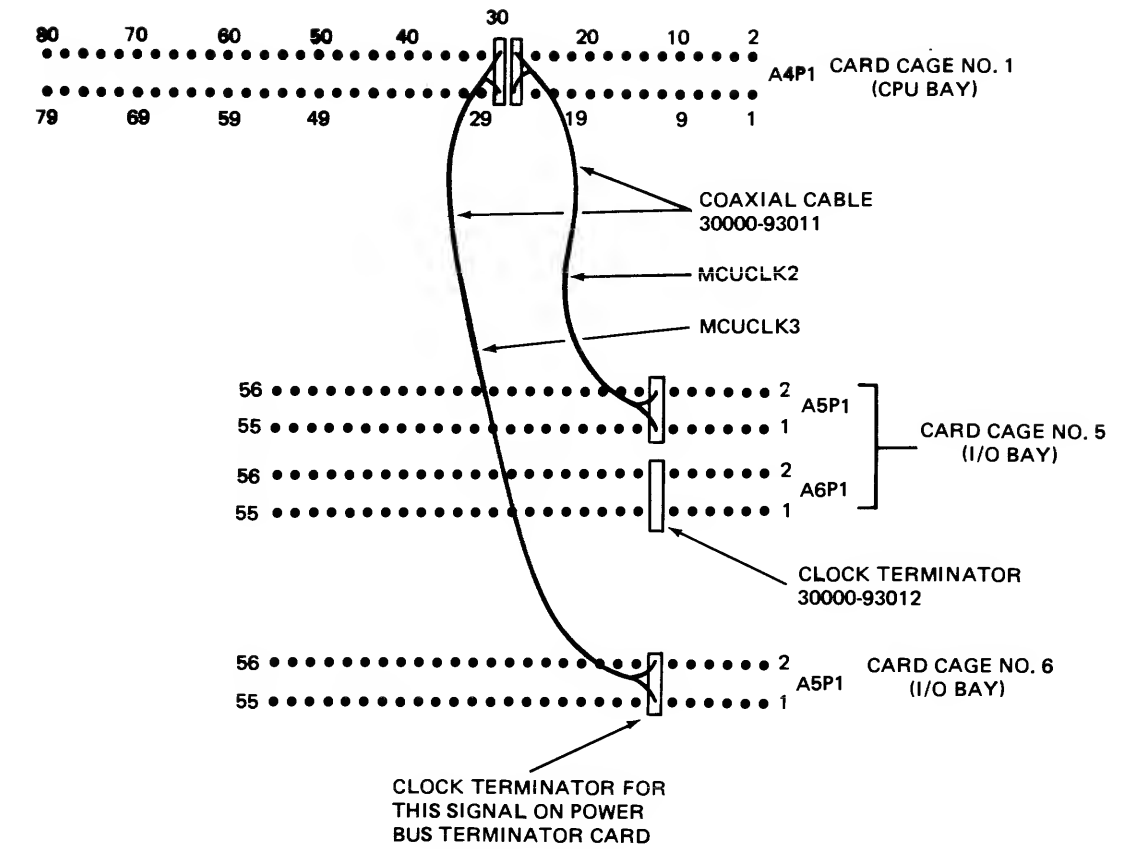 30
80 70 60 50 40 20 10 2
A4P1
CARD CAGE NO. 1
(CPU BAY)
79 69 59 49 29 19 9 1
COAXIAL CABLE
30000-93011
MCUCLK2
MCUCLK3
56 2
A5P1
55 1
CARD CAGE NO. 5
(I/O BAY)
56 2
A6P1
55 1
CLOCK TERMINATOR
30000-93012
56 2
A5P1
55 1
CARD CAGE NO. 6
(I/O BAY)
CLOCK TERMINATOR FOR
THIS SIGNAL ON POWER
BUS TERMINATOR CARD